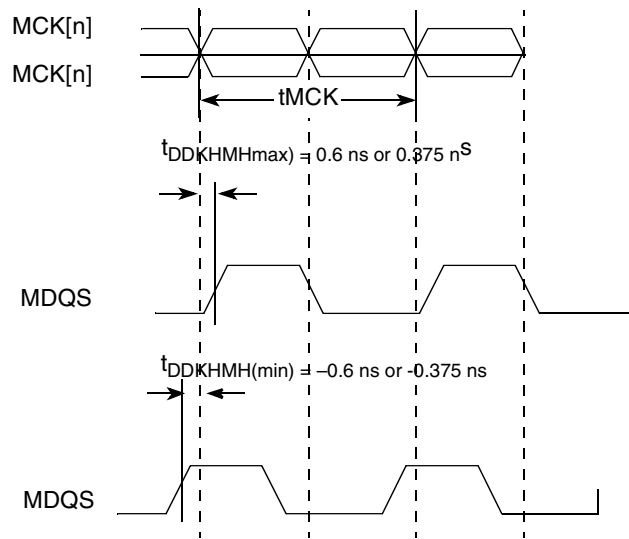 MCK[n]
MCK[n]
tMCK
tDDKHMHmax) = 0.6 ns or 0.375 ns
MDQS
tDDKHMH(min) = –0.6 ns or -0.375 ns
MDQS